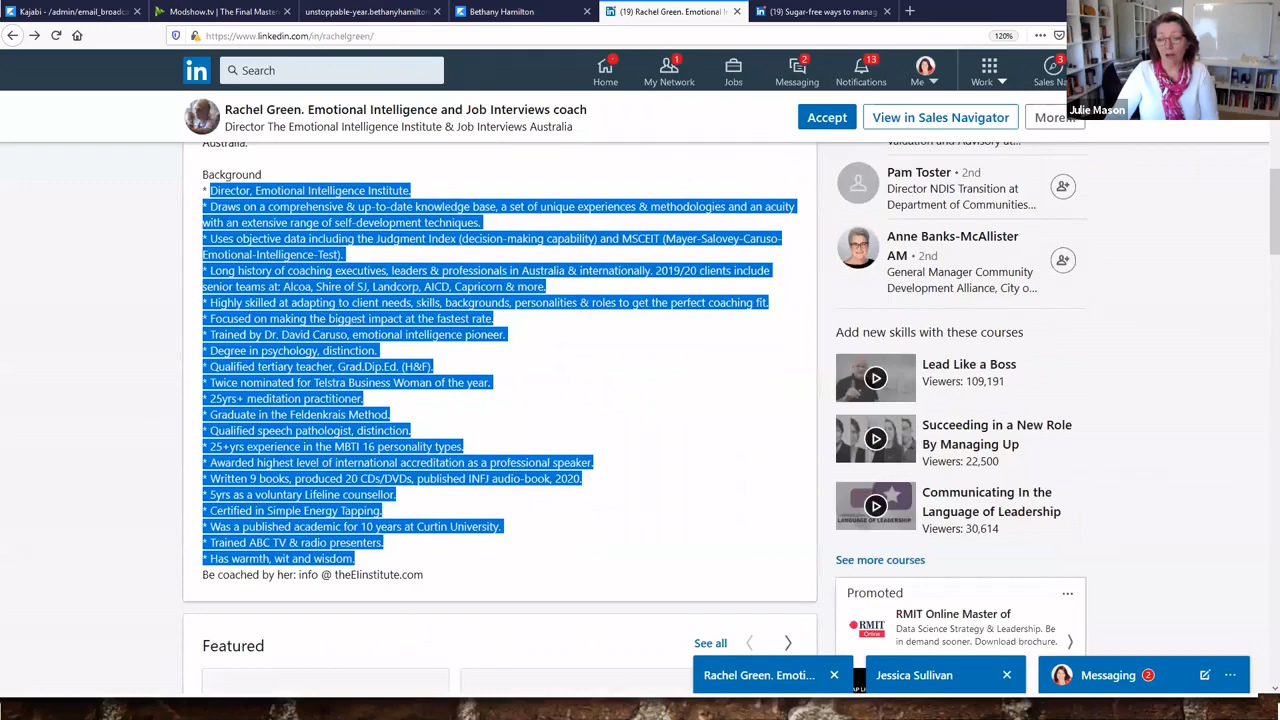 Kajabi - /admin/email_broadca
Modshow.tv | The Final Master
unstoppable-year.bethanyhamilton
Bethany Hamilton
(19) Rachel Green. Emotional I
(19) Sugar-free ways to manag
https://www.linkedin.com/in/rachelgreen/
120%
in
Search
Home
My Network
1
Jobs
Messaging
2
Notifications
13
Me
Work
Sales Na
3
Julie Mason
Rachel Green. Emotional Intelligence and Job Interviews coach
Director The Emotional Intelligence Institute & Job Interviews Australia
Accept
View in Sales Navigator
More...
Australia.
Background
* Director, Emotional Intelligence Institute.
* Draws on a comprehensive & up-to-date knowledge base, a set of unique experiences & methodologies and an acuity
with an extensive range of self-development techniques.
* Uses objective data including the Judgment Index (decision-making capability) and MSCEIT (Mayer-Salovey-Caruso-
Emotional-Intelligence-Test).
* Long history of coaching executives, leaders & professionals in Australia & internationally. 2019/20 clients include
senior teams at: Alcoa, Shire of SJ, Landcorp, AICD, Capricorn & more.
* Highly skilled at adapting to client needs, skills, backgrounds, personalities & roles to get the perfect coaching fit.
* Focused on making the biggest impact at the fastest rate.
* Trained by Dr. David Caruso, emotional intelligence pioneer.
* Degree in psychology, distinction.
* Qualified tertiary teacher, Grad.Dip.Ed. (H&F).
* Twice nominated for Telstra Business Woman of the year.
* 25yrs+ meditation practitioner.
* Graduate in the Feldenkrais Method.
* Qualified speech pathologist, distinction.
* 25+yrs experience in the MBTI 16 personality types.
* Awarded highest level of international accreditation as a professional speaker.
* Written 9 books, produced 20 CDs/DVDs, published INFJ audio-book, 2020.
* 5yrs as a voluntary Lifeline counsellor.
* Certified in Simple Energy Tapping.
* Was a published academic for 10 years at Curtin University.
* Trained ABC TV & radio presenters.
* Has warmth, wit and wisdom.
Be coached by her: info @ theEIinstitute.com
Featured
See all
Valuation and Advisory at...
Pam Toster • 2nd
Director NDIS Transition at
Department of Communities...
Anne Banks-McAllister
AM • 2nd
General Manager Community
Development Alliance, City o...
Add new skills with these courses
Lead Like a Boss
Viewers: 109,191
Succeeding in a New Role
By Managing Up
Viewers: 22,500
LANGUAGE OF LEADERSHIP
Communicating In the
Language of Leadership
Viewers: 30,614
See more courses
Promoted
RMIT
Online
RMIT Online Master of
Data Science Strategy & Leadership. Be
in demand sooner. Download brochure.
Rachel Green. Emoti...
Jessica Sullivan
Messaging
2